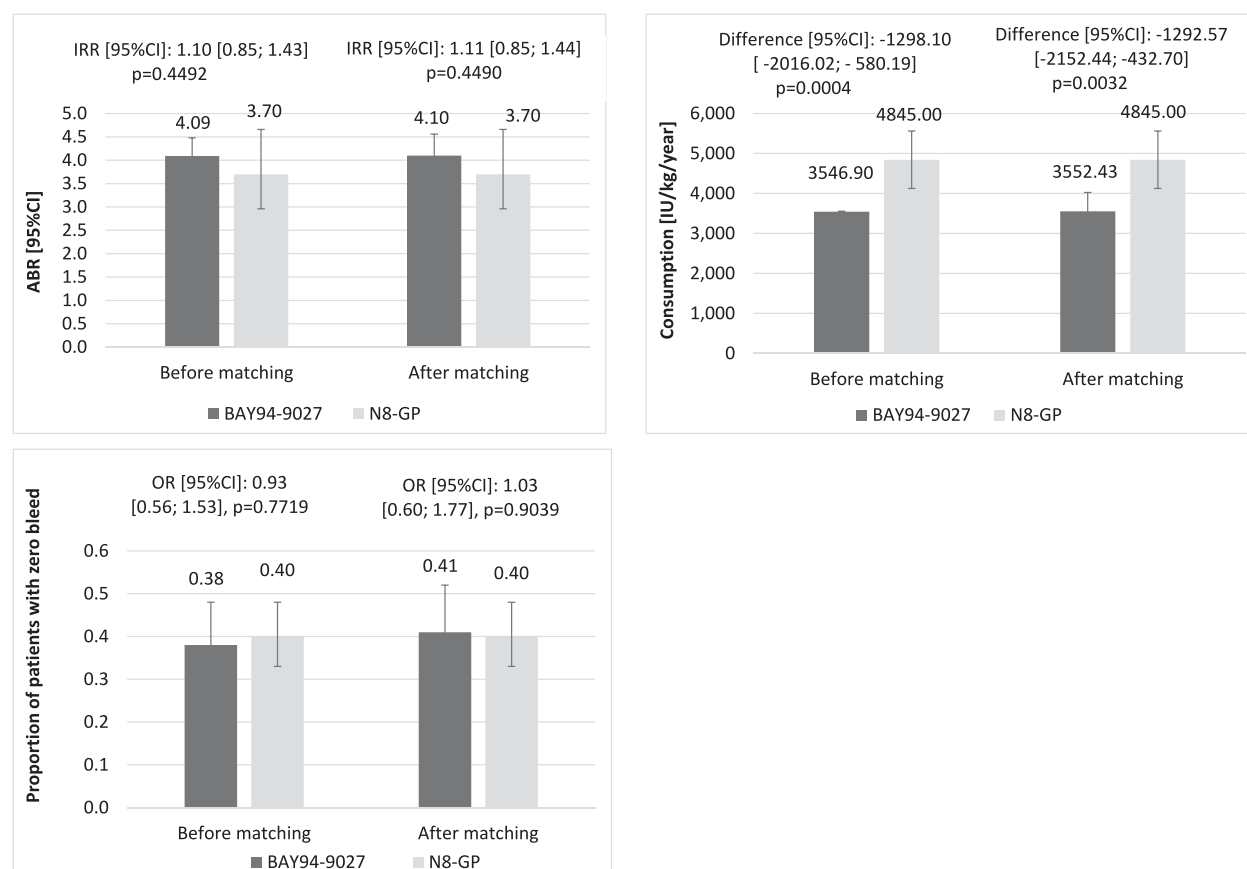 IRR [95%CI]: 1.10 [0.85; 1.43]
p=0.4492
IRR [95%CI]: 1.11 [0.85; 1.44]
p=0.4490
ABR [95%CI]
5.0
4.5
4.0
3.5
3.0
2.5
2.0
1.5
1.0
0.5
0.0
4.09
3.70
4.10
3.70
Before matching
After matching
BAY94-9027
N8-GP
Difference [95%CI]: -1298.10
[ -2016.02; - 580.19]
p=0.0004
Difference [95%CI]: -1292.57
[-2152.44; -432.70]
p=0.0032
Consumption [IU/kg/year]
6,000
5,000
4,000
3,000
2,000
1,000
0
3546.90
4845.00
3552.43
4845.00
Before matching
After matching
BAY94-9027
N8-GP
OR [95%CI]: 0.93
[0.56; 1.53], p=0.7719
OR [95%CI]: 1.03
[0.60; 1.77], p=0.9039
Proportion of patients with zero bleed
0.6
0.5
0.4
0.3
0.2
0.1
0.0
0.38
0.40
0.41
0.40
Before matching
After matching
BAY94-9027
N8-GP